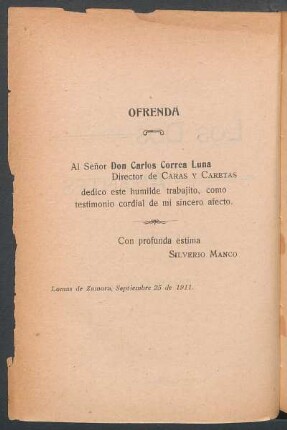 OFRENDA
Al Señor Don Carlos Correa Luna
Director de CARAS Y CARETAS
dedico este humilde trabajito, como
testimonio cordial de mi sincero afecto.
Con profunda estima
SILVERIO MANCO
Lomas de Zamora, Septiembre 25 de 1911.